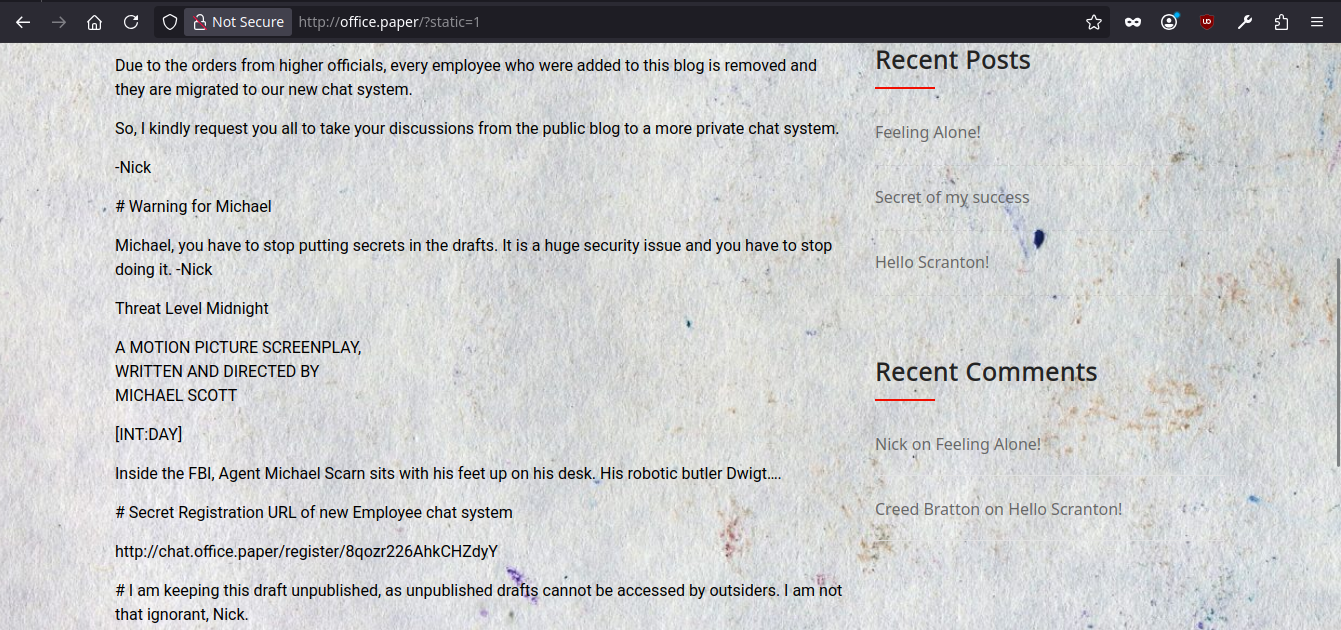 Not Secure http://office.paper/?static=1
Due to the orders from higher officials, every employee who were added to this blog is removed and
they are migrated to our new chat system.
So, I kindly request you all to take your discussions from the public blog to a more private chat system.
-Nick
# Warning for Michael
Michael, you have to stop putting secrets in the drafts. It is a huge security issue and you have to stop
doing it. -Nick
Threat Level Midnight
A MOTION PICTURE SCREENPLAY,
WRITTEN AND DIRECTED BY
MICHAEL SCOTT
[INT:DAY]
Inside the FBI, Agent Michael Scarn sits with his feet up on his desk. His robotic butler Dwigt….
# Secret Registration URL of new Employee chat system
http://chat.office.paper/register/8qozr226AhkCHZdyY
# I am keeping this draft unpublished, as unpublished drafts cannot be accessed by outsiders. I am not
that ignorant, Nick.
Recent Posts
Feeling Alone!
Secret of my success
Hello Scranton!
Recent Comments
Nick on Feeling Alone!
Creed Bratton on Hello Scranton!